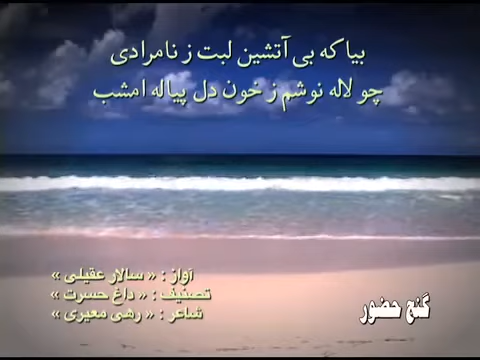 بیا که بی آتشین لبت ز نامرادی
چو لاله نوشم ز خون دل پیاله امشب
آواز : « سالار عقیلی »
تصنیف : « داغ حسرت »
شاعر : « رهی معیری »
گنج حضور